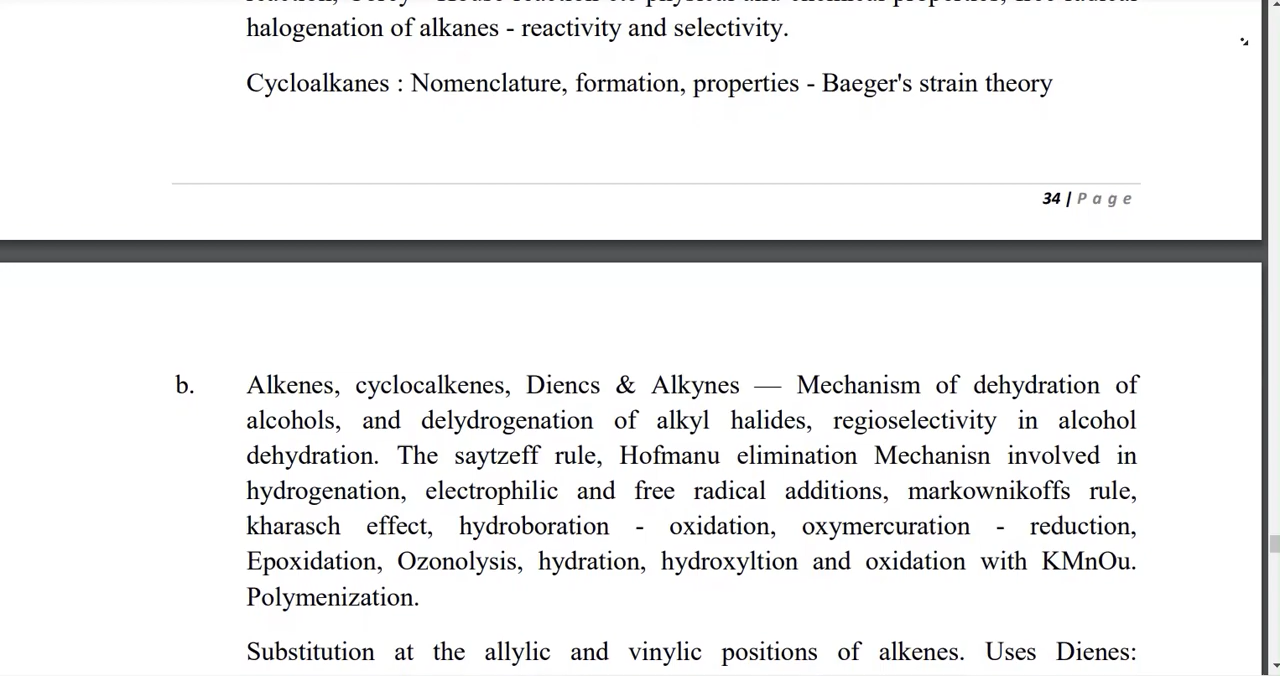 halogenation of alkanes - reactivity and selectivity.
Cycloalkanes : Nomenclature, formation, properties - Baeger's strain theory
34 | Page
b. Alkenes, cyclocalkenes, Diencs & Alkynes — Mechanism of dehydration of
alcohols, and delydrogenation of alkyl halides, regioselectivity in alcohol
dehydration. The saytzeff rule, Hofmanu elimination Mechanisn involved in
hydrogenation, electrophilic and free radical additions, markownikoffs rule,
kharasch effect, hydroboration - oxidation, oxymercuration - reduction,
Epoxidation, Ozonolysis, hydration, hydroxyltion and oxidation with KMnOu.
Polymenization.
Substitution at the allylic and vinylic positions of alkenes. Uses Dienes: